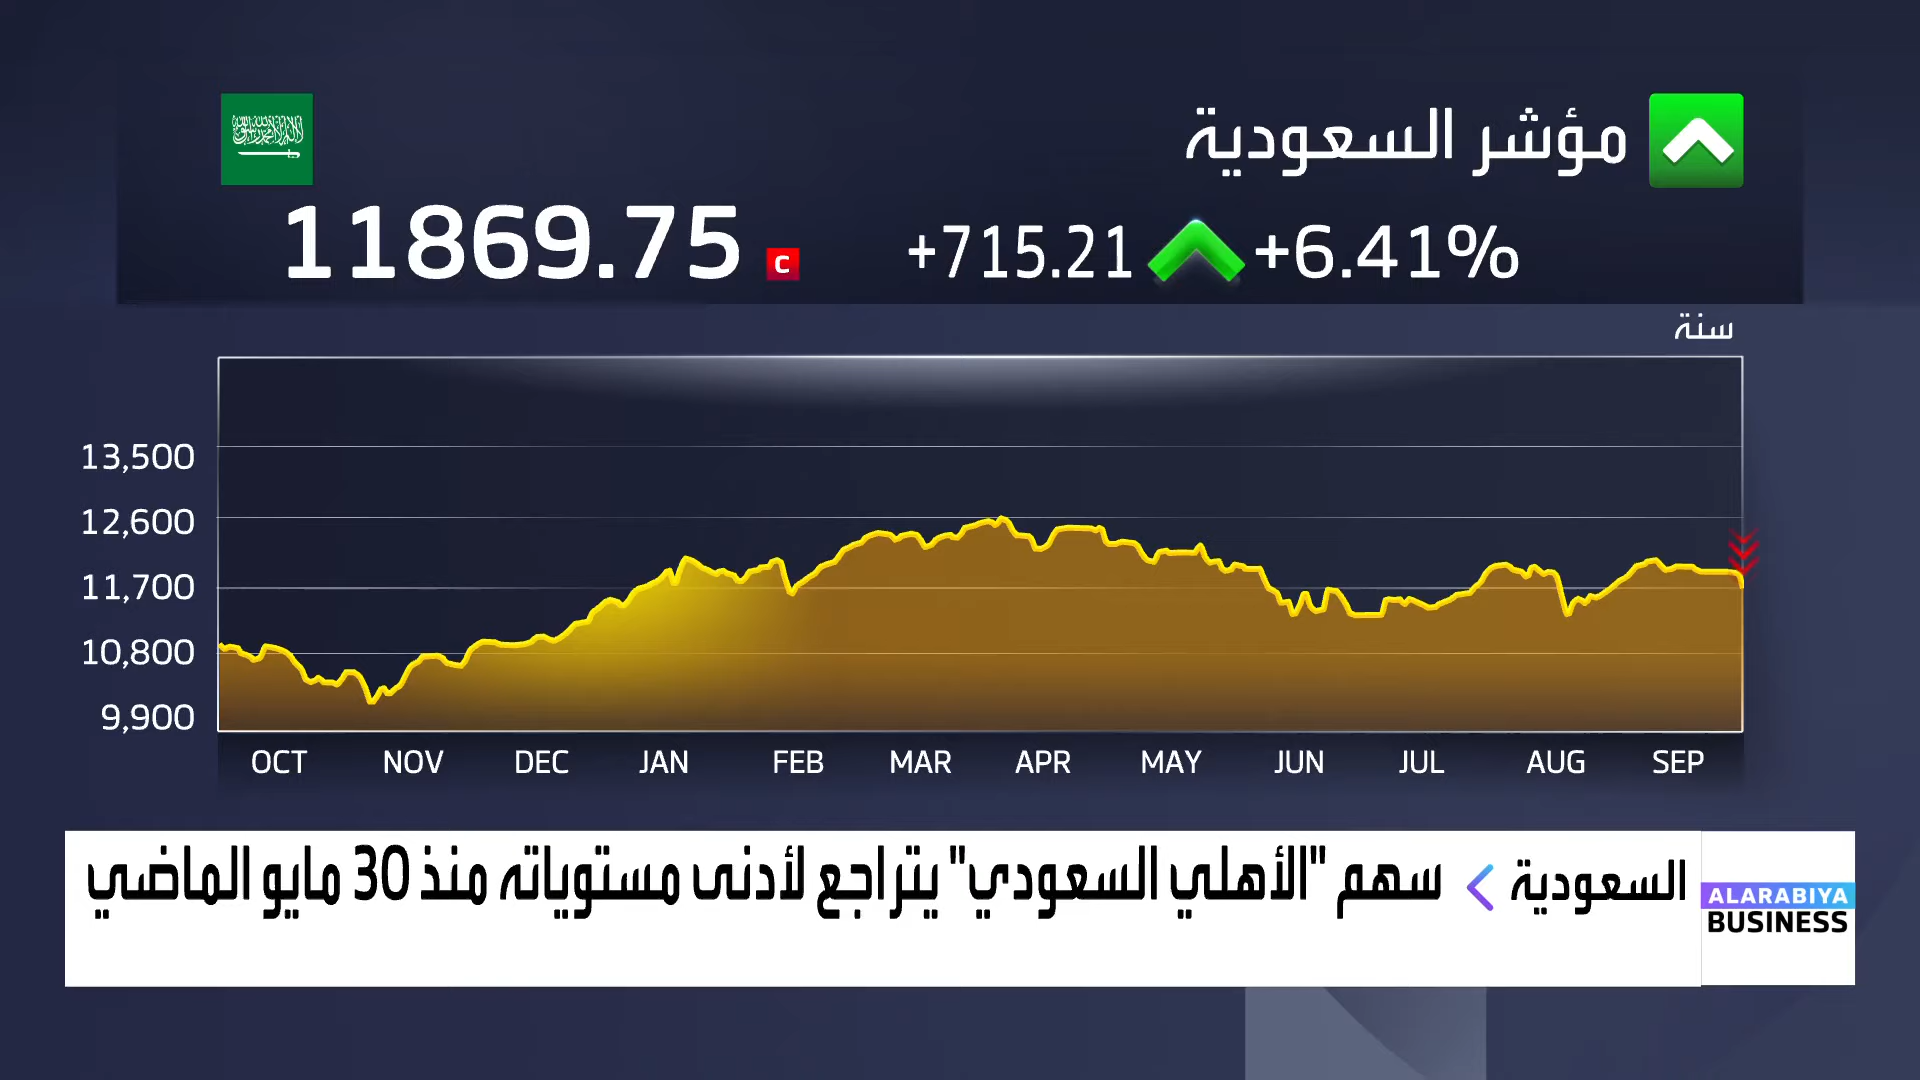 مؤشر السعودية
11869.75 c +715.21 +6.41%
سنة
13,500
12,600
11,700
10,800
9,900
OCT NOV DEC JAN FEB MAR APR MAY JUN JUL AUG SEP
السعودية
سهم "الأهلي السعودي" يتراجع لأدنى مستوياته منذ 30 مايو الماضي
ALARABIYA
BUSINESS